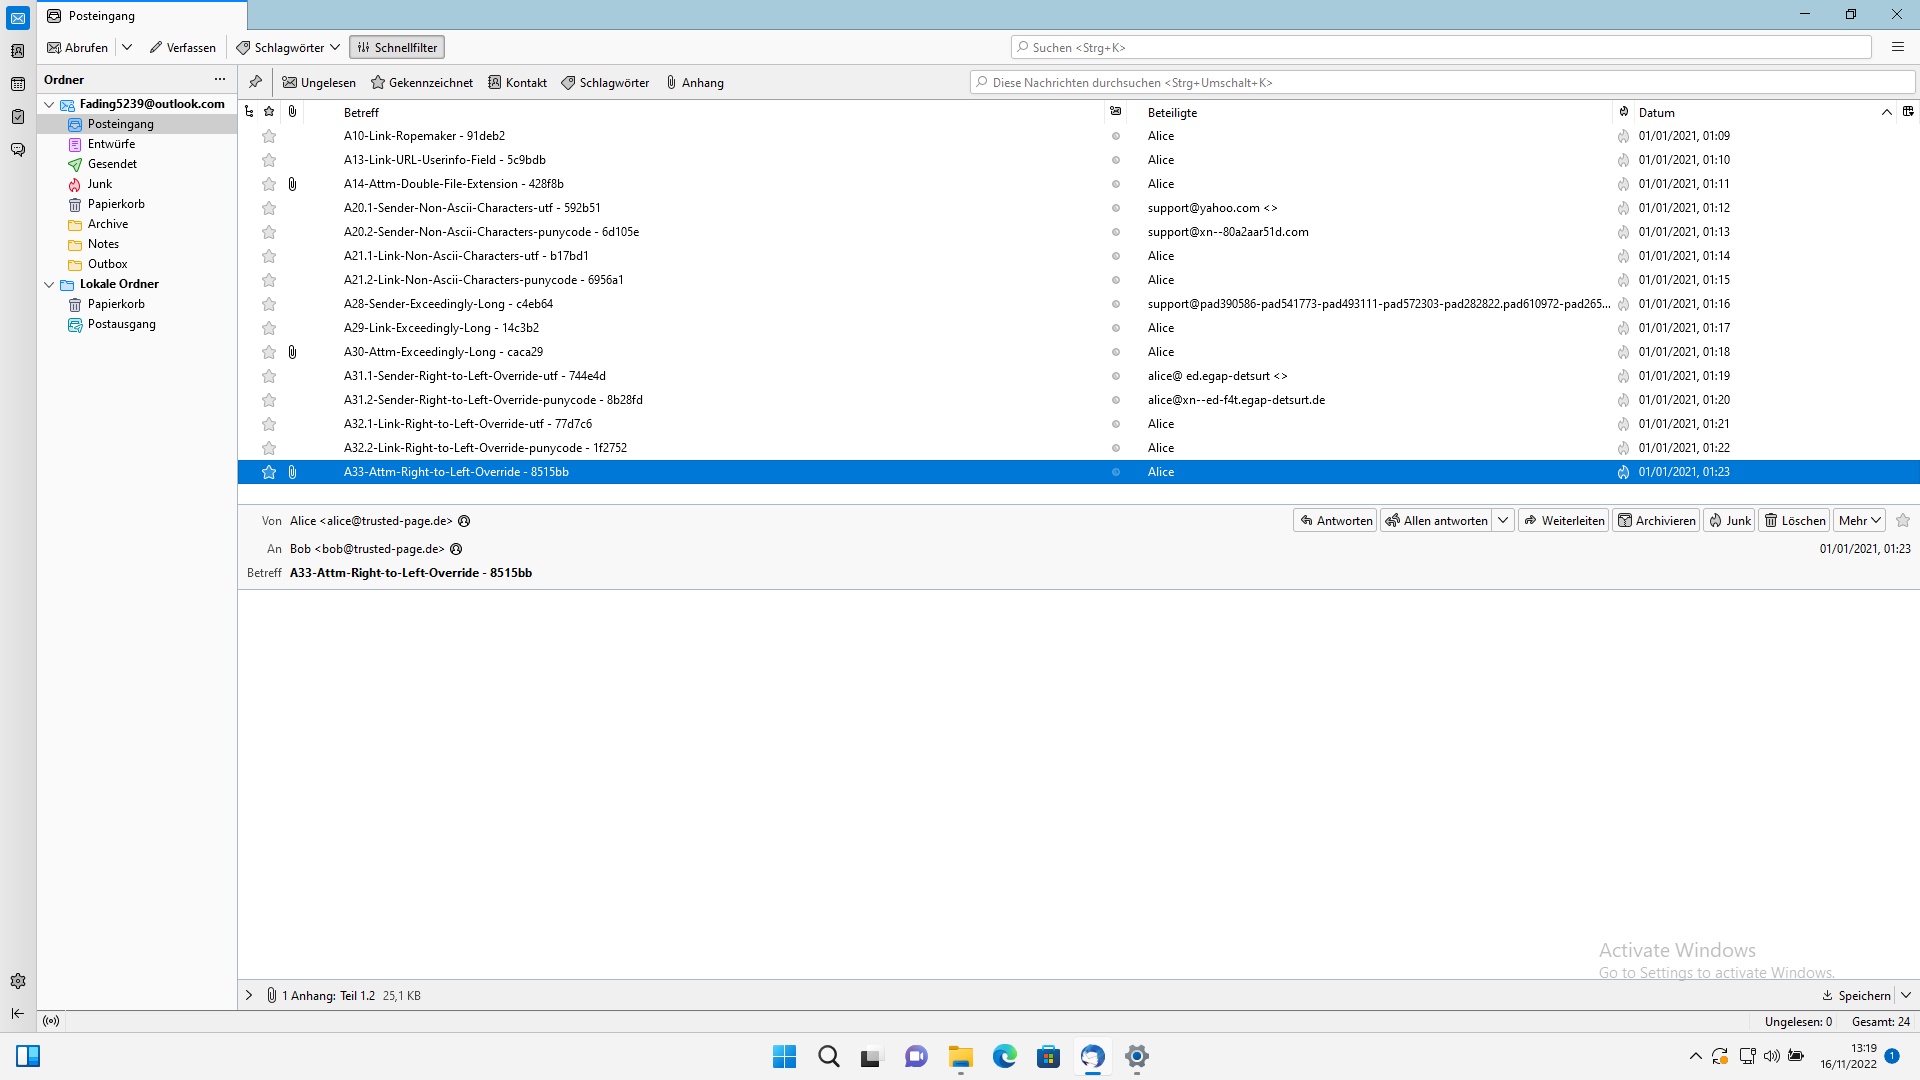 Posteingang
Abrufen Verfassen Schlagwörter Schnellfilter Suchen <Strg+K>
Ordner ···
Ungelesen Gekennzeichnet Kontakt Schlagwörter Anhang Diese Nachrichten durchsuchen <Strg+Umschalt+K>
Fading5239@outlook.com
Posteingang
Entwürfe
Gesendet
Junk
Papierkorb
Archive
Notes
Outbox
Lokale Ordner
Papierkorb
Postausgang
Betreff Beteiligte Datum
A10-Link-Ropemaker - 91deb2 Alice 01/01/2021, 01:09
A13-Link-URL-Userinfo-Field - 5c9bdb Alice 01/01/2021, 01:10
A14-Attm-Double-File-Extension - 428f8b Alice 01/01/2021, 01:11
A20.1-Sender-Non-Ascii-Characters-utf - 592b51 support@yahoo.com <> 01/01/2021, 01:12
A20.2-Sender-Non-Ascii-Characters-punycode - 6d105e support@xn--80a2aar51d.com 01/01/2021, 01:13
A21.1-Link-Non-Ascii-Characters-utf - b17bd1 Alice 01/01/2021, 01:14
A21.2-Link-Non-Ascii-Characters-punycode - 6956a1 Alice 01/01/2021, 01:15
A28-Sender-Exceedingly-Long - c4eb64 support@pad390586-pad541773-pad493111-pad572303-pad282822.pad610972-pad265... 01/01/2021, 01:16
A29-Link-Exceedingly-Long - 14c3b2 Alice 01/01/2021, 01:17
A30-Attm-Exceedingly-Long - caca29 Alice 01/01/2021, 01:18
A31.1-Sender-Right-to-Left-Override-utf - 744e4d alice@ ed.egap-detsurt <> 01/01/2021, 01:19
A31.2-Sender-Right-to-Left-Override-punycode - 8b28fd alice@xn--ed-f4t.egap-detsurt.de 01/01/2021, 01:20
A32.1-Link-Right-to-Left-Override-utf - 77d7c6 Alice 01/01/2021, 01:21
A32.2-Link-Right-to-Left-Override-punycode - 1f2752 Alice 01/01/2021, 01:22
A33-Attm-Right-to-Left-Override - 8515bb Alice 01/01/2021, 01:23
Von Alice <alice@trusted-page.de> Antworten Allen antworten Weiterleiten Archivieren Junk Löschen Mehr
An Bob <bob@trusted-page.de> 01/01/2021, 01:23
Betreff A33-Attm-Right-to-Left-Override - 8515bb
Activate Windows
Go to Settings to activate Windows.
1 Anhang: Teil 1.2 25,1 KB Speichern
Ungelesen: 0 Gesamt: 24
13:19
16/11/2022 1